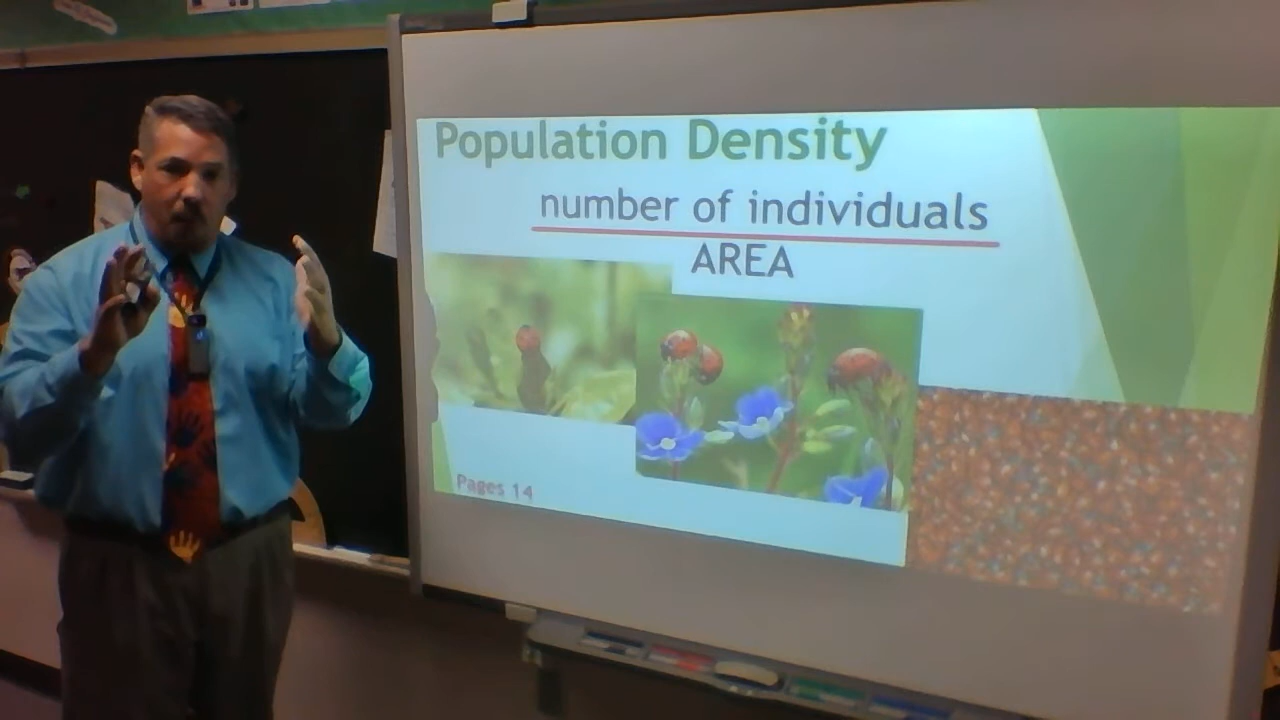 Population Density
number of individuals
AREA
Pages 14